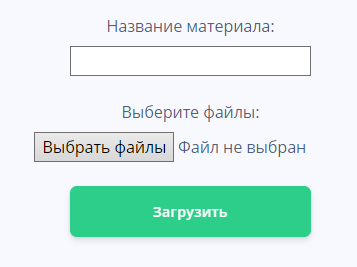 Название материала:
Выберите файлы:
Выбрать файлы Файл не выбран
Загрузить